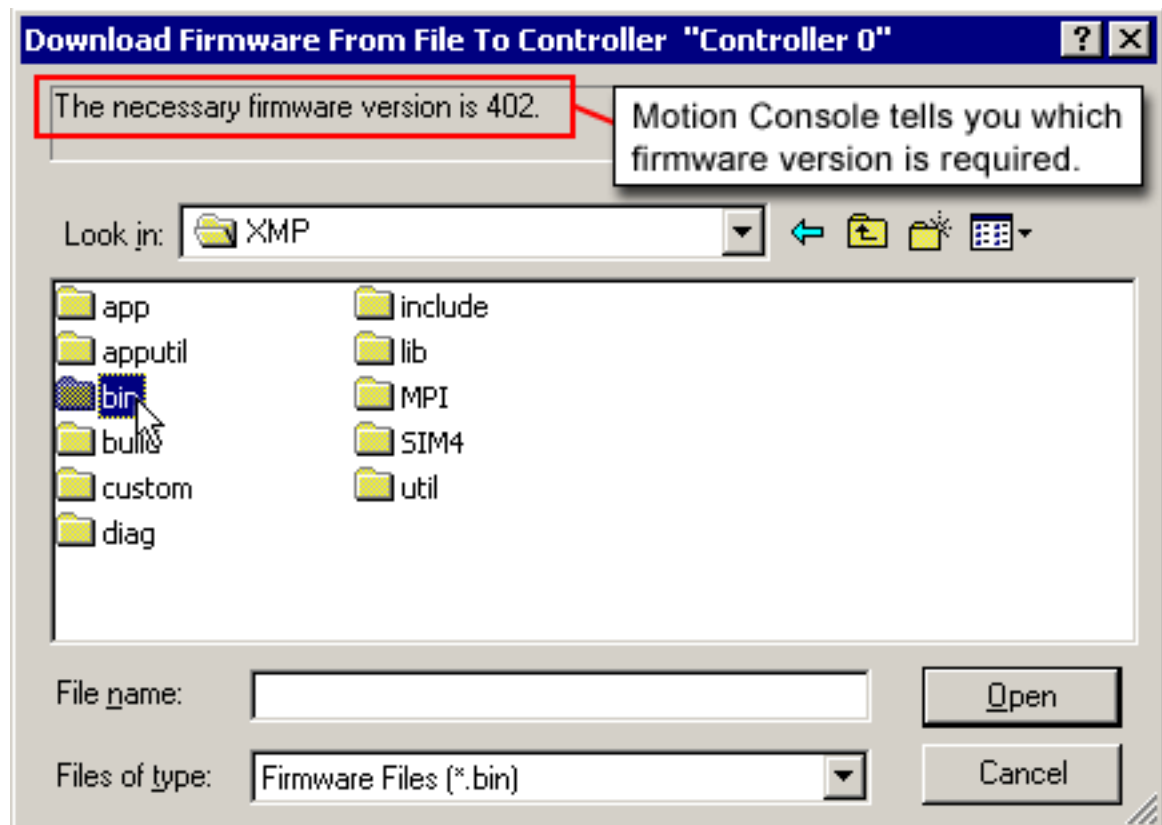 Download Firmware From File To Controller "Controller 0"
The necessary firmware version is 402.
Motion Console tells you which
firmware version is required.
Look in: XMP
app
apputil
bin
build
custom
diag
include
lib
MPI
SIM4
util
File name:
Open
Files of type: Firmware Files (*.bin)
Cancel